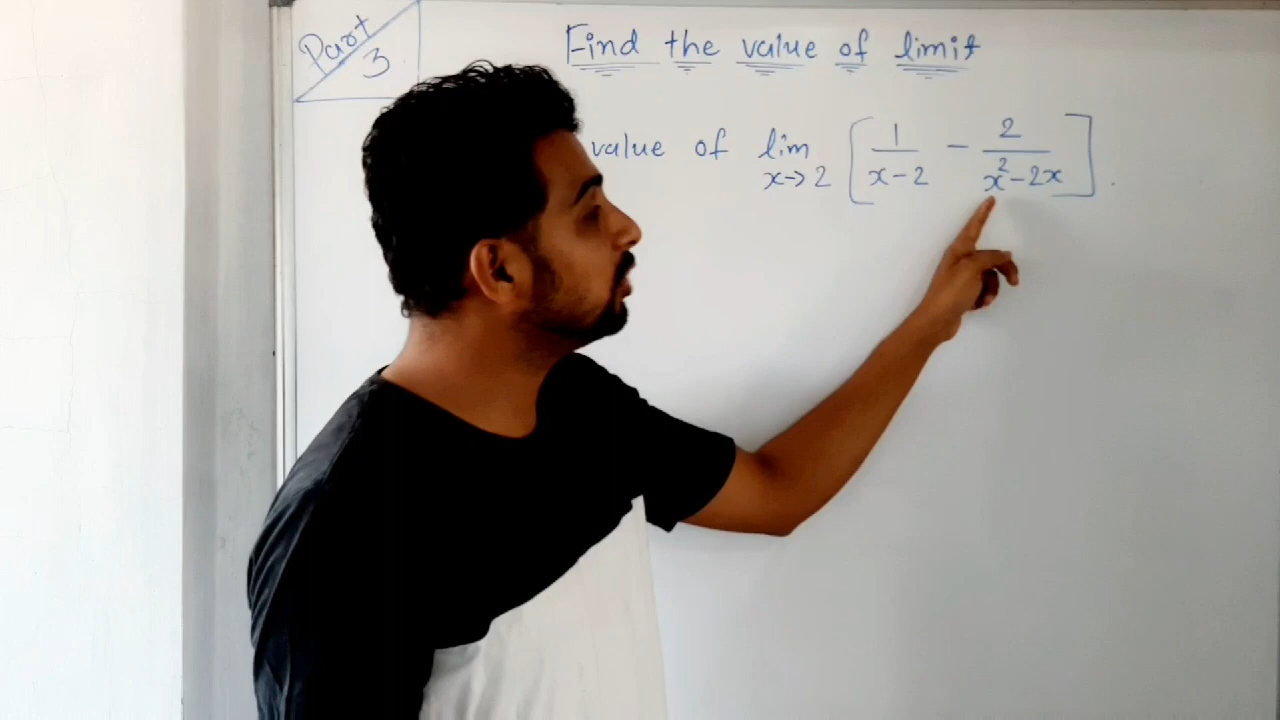 Part 3
Find the value of limit
value of lim x→2 [ 1/(x-2) - 2/(x²-2x) ].